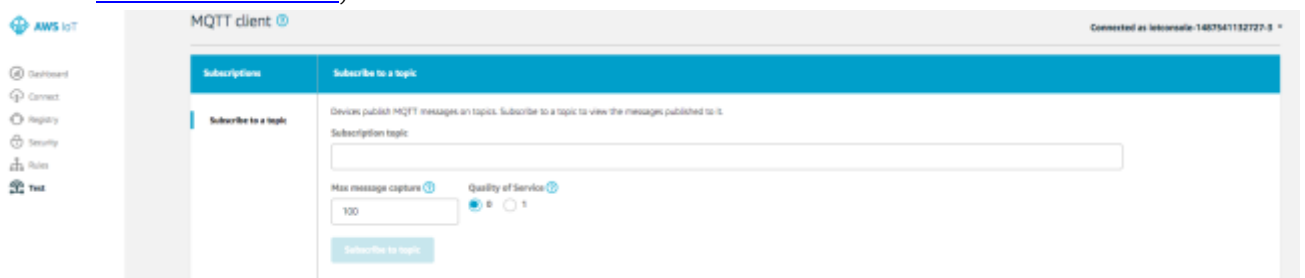 MQTT client
AWS IoT
Connected as iotconsole-1487541132727-3
Subscriptions
Subscribe to a topic
Dashboard
Connect
Registry
Security
Rules
Test
Subscribe to a topic
Devices publish MQTT messages on topics. Subscribe to a topic to view the messages published to it.
Subscription topic
Max message capture
Quality of Service
100
0
1
Subscribe to topic